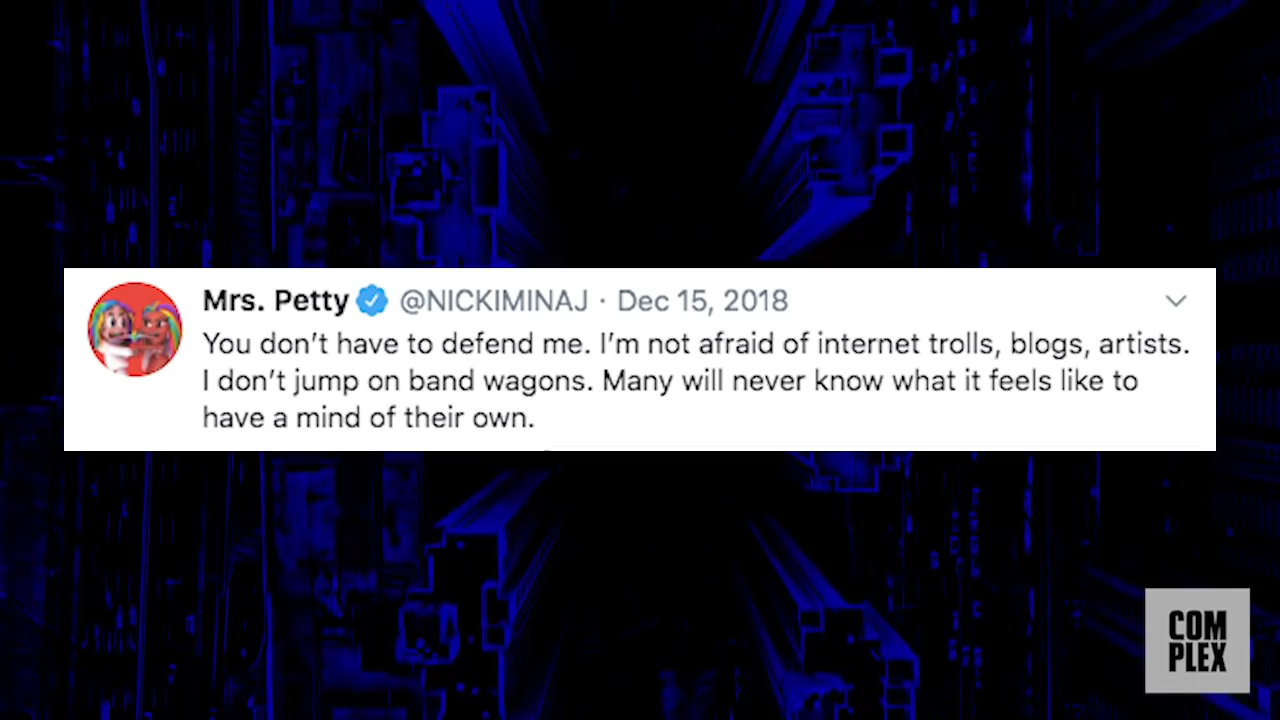 Mrs. Petty @NICKIMINAJ · Dec 15, 2018
You don’t have to defend me. I’m not afraid of internet trolls, blogs, artists.
I don’t jump on band wagons. Many will never know what it feels like to
have a mind of their own.
COM
PLEX